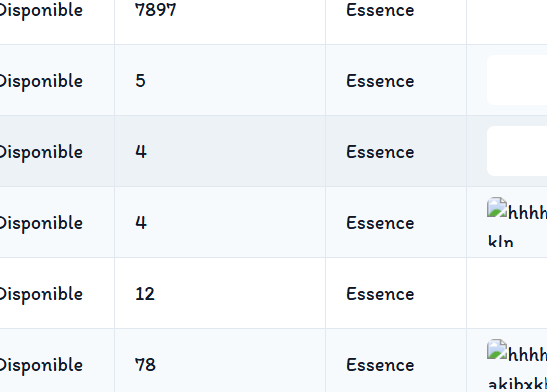 Disponible 7897 Essence
Disponible 5 Essence
Disponible 4 Essence
Disponible 4 Essence hhhh
kln
Disponible 12 Essence
Disponible 78 Essence hhhh
akibxkl